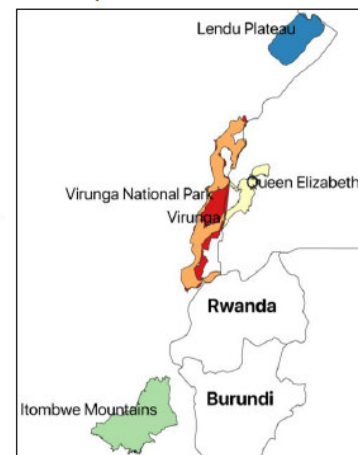 Lendu Plateau
Queen Elizabeth
Virunga National Park
Virunga
Rwanda
Itombwe Mountains
Burundi